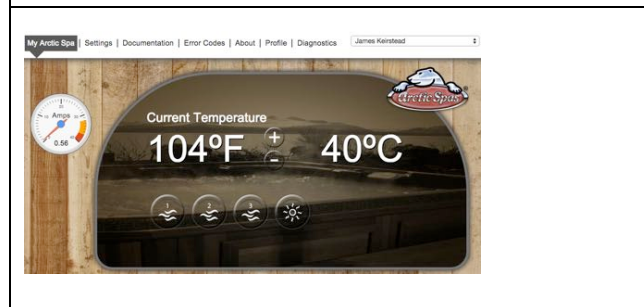 My Arctic Spa | Settings | Documentation | Error Codes | About | Profile | Diagnostics
James Keirstead
Arctic Spas
Amps
0.56
Current Temperature
104ºF + - 40ºC
1 2 3